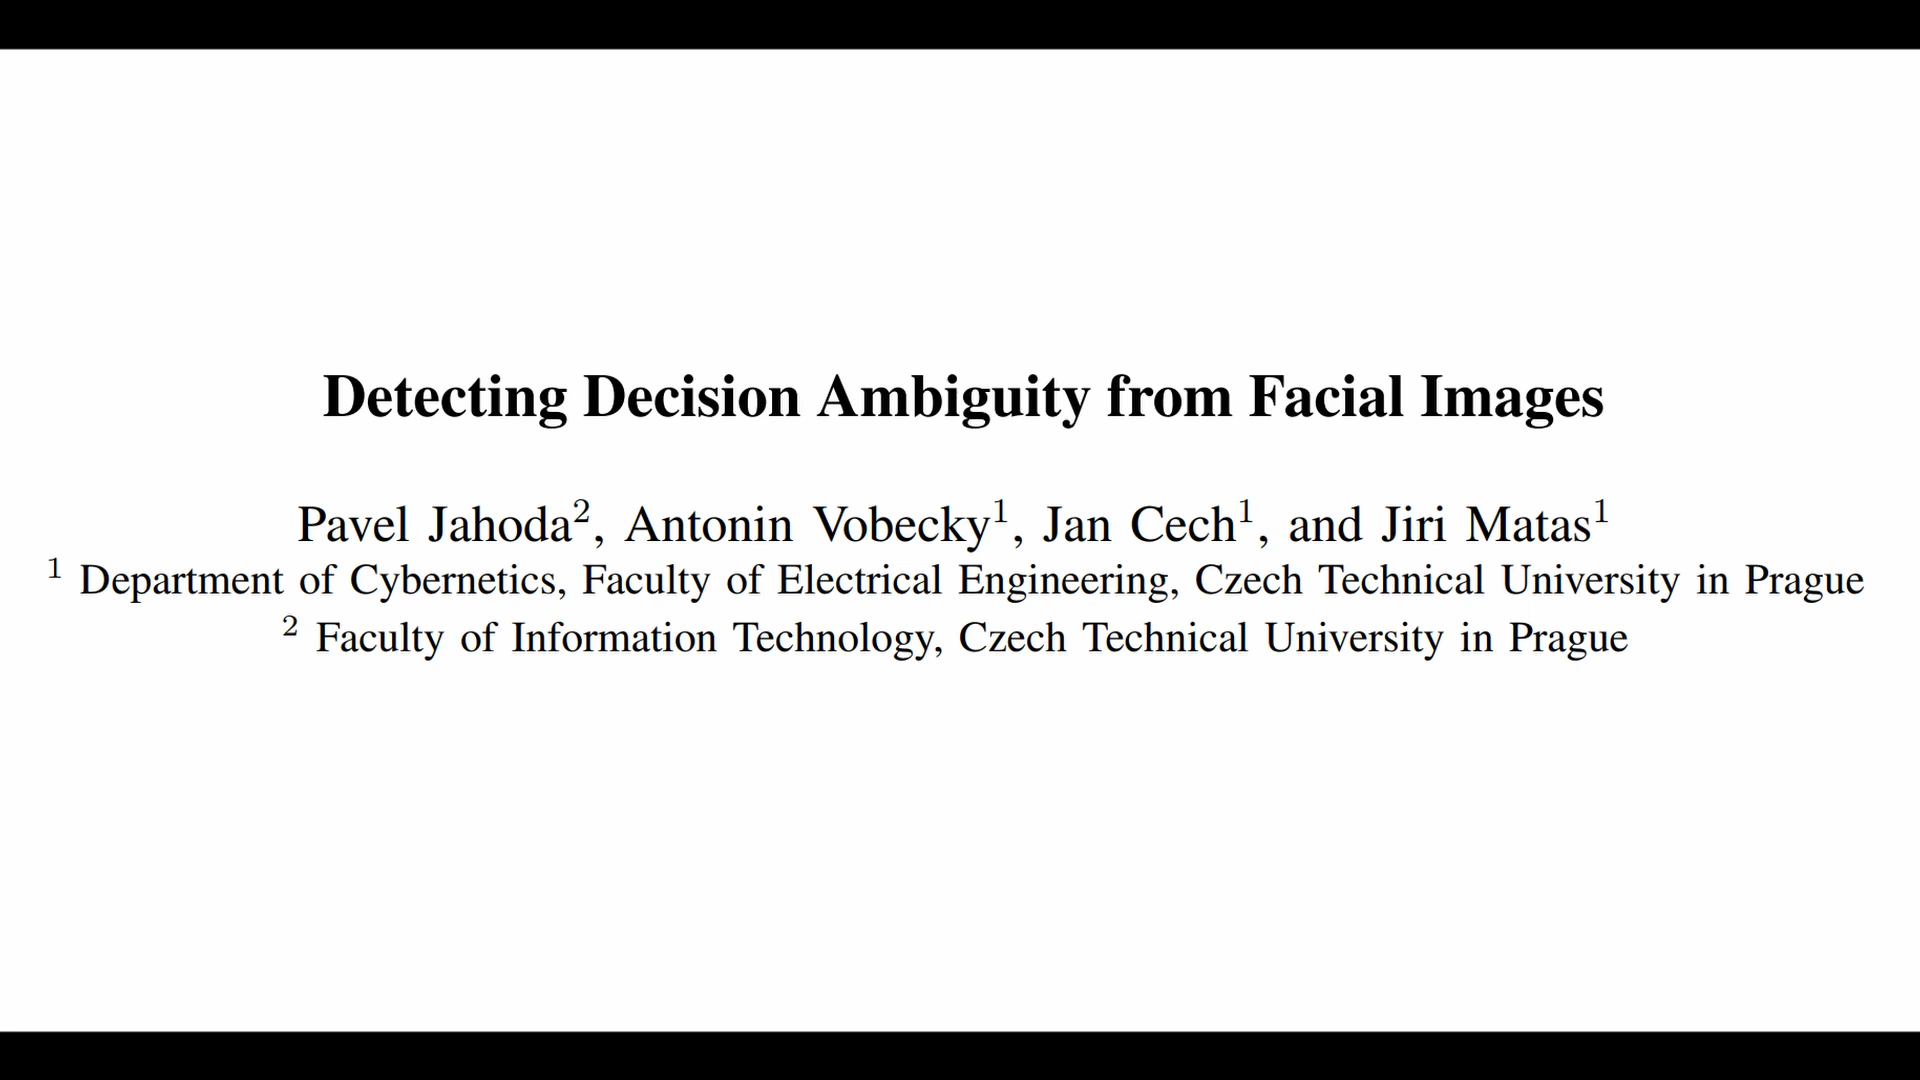 Detecting Decision Ambiguity from Facial Images
Pavel Jahoda², Antonin Vobecky¹, Jan Cech¹, and Jiri Matas¹
¹ Department of Cybernetics, Faculty of Electrical Engineering, Czech Technical University in Prague
² Faculty of Information Technology, Czech Technical University in Prague